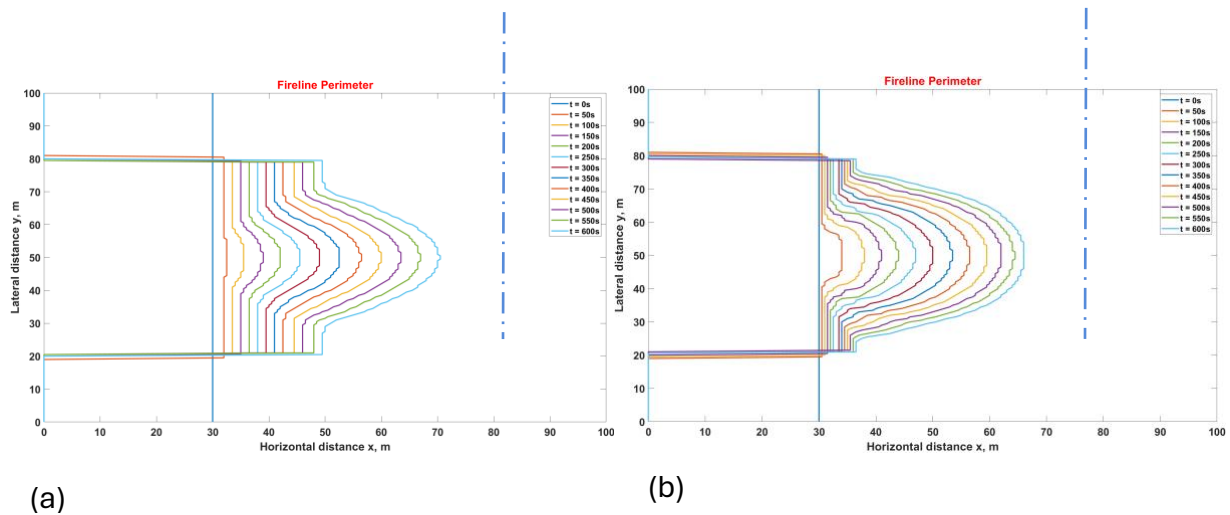 Fireline Perimeter
100
90
80
70
60
50
40
30
20
10
0
Lateral distance y, m
0 10 20 30 40 50 60 70 80 90 100
Horizontal distance x, m
t = 0s
t = 50s
t = 100s
t = 150s
t = 200s
t = 250s
t = 300s
t = 350s
t = 400s
t = 450s
t = 500s
t = 550s
t = 600s
(a)
Fireline Perimeter
100
90
80
70
60
50
40
30
20
10
0
Lateral distance y, m
0 10 20 30 40 50 60 70 80 90 100
Horizontal distance x, m
t = 0s
t = 50s
t = 100s
t = 150s
t = 200s
t = 250s
t = 300s
t = 350s
t = 400s
t = 450s
t = 500s
t = 550s
t = 600s
(b)